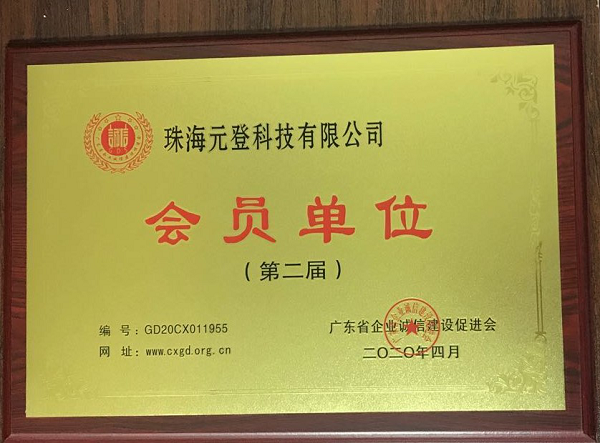 珠海元登科技有限公司
会员单位
（第二届）
编 号：GD20CX011955
网 址：www.cxgd.org.cn
广东省企业诚信建设促进会
二〇二〇年四月